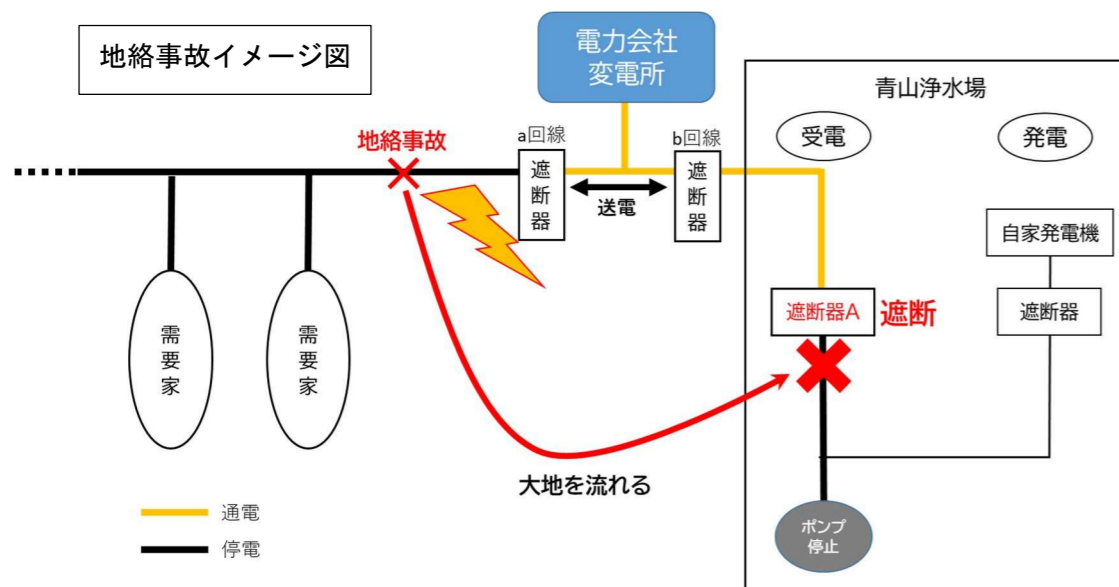 地絡事故イメージ図
電力会社
変電所
青山浄水場
受電
発電
地絡事故
a回線
b回線
遮断器
遮断器
送電
自家発電機
遮断器A
遮断
遮断器
需要家
需要家
大地を流れる
通電
停電
ポンプ
停止